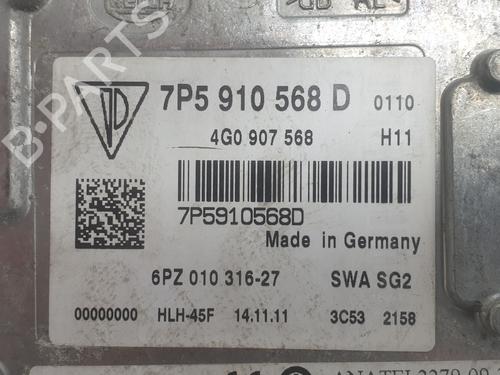 7P5 910 568 D 0110
4G0 907 568 H11
7P5910568D
Made in Germany
6PZ 010 316-27 SWA SG2
00000000 HLH-45F 14.11.11 3C53 2158
B-PARTS